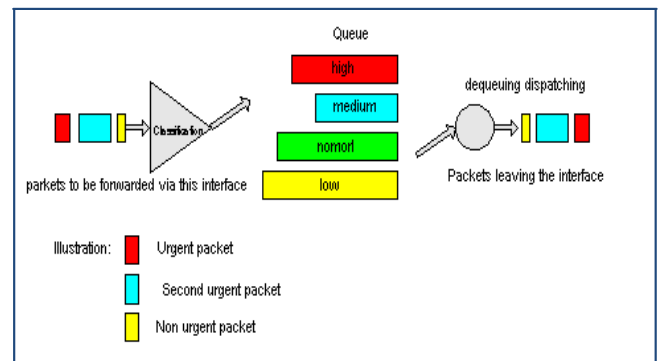 Queue
high
dequeuing dispatching
medium
Classification
nomorl
low
parkets to be forwarded via this interface
Packets leaving the interface
Illustration:
Urgent packet
Second urgent packet
Non urgent packet